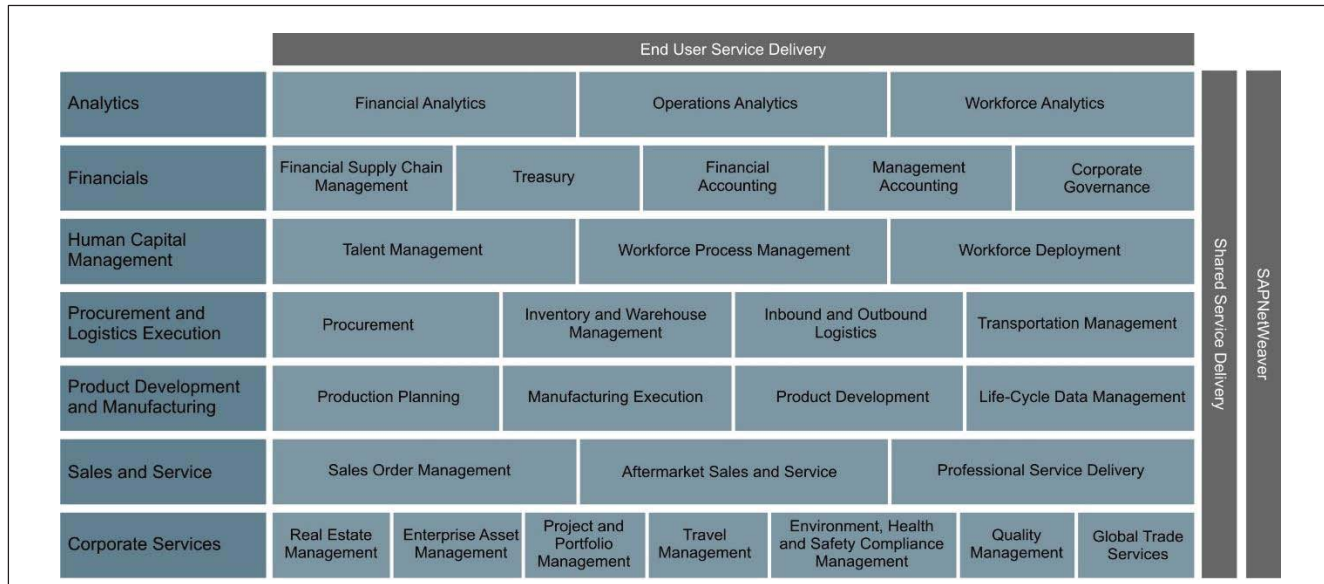 End User Service Delivery
Analytics
Financial Analytics
Operations Analytics
Workforce Analytics
Financials
Financial Supply Chain
Management
Treasury
Financial
Accounting
Management
Accounting
Corporate
Governance
Human Capital
Management
Talent Management
Workforce Process Management
Workforce Deployment
Procurement and
Logistics Execution
Procurement
Inventory and Warehouse
Management
Inbound and Outbound
Logistics
Transportation Management
Product Development
and Manufacturing
Production Planning
Manufacturing Execution
Product Development
Life-Cycle Data Management
Sales and Service
Sales Order Management
Aftermarket Sales and Service
Professional Service Delivery
Corporate Services
Real Estate
Management
Enterprise Asset
Management
Project and
Portfolio
Management
Travel
Management
Environment, Health
and Safety Compliance
Management
Quality
Management
Global Trade
Services
Shared Service Delivery
SAPNetWeaver